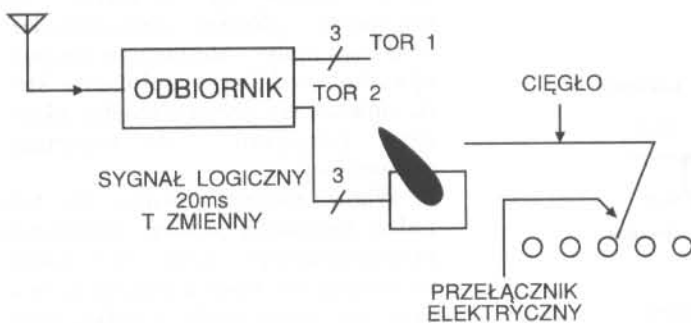 3
TOR 1
ODBIORNIK
TOR 2
CIĘGŁO
SYGNAŁ LOGICZNY
20ms
T ZMIENNY
3
PRZEŁĄCZNIK
ELEKTRYCZNY